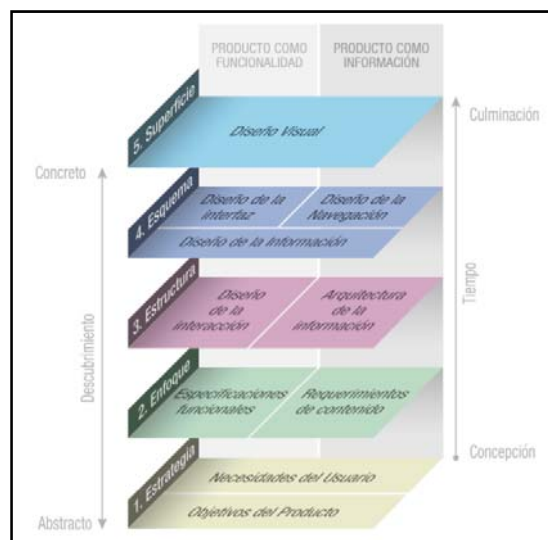 PRODUCTO COMO
FUNCIONALIDAD
PRODUCTO COMO
INFORMACIÓN
5. Superficie
Diseño Visual
Culminación
Concreto
4. Esquema
Diseño de la
interfaz
Diseño de la
Navegación
Diseño de la Información
3. Estructura
Diseño
de la
interacción
Arquitectura
de la
información
Descubrimiento
Tiempo
2. Enfoque
Especificaciones
funcionales
Requerimientos
de contenido
Concepción
1. Estrategia
Necesidades del Usuario
Objetivos del Producto
Abstracto